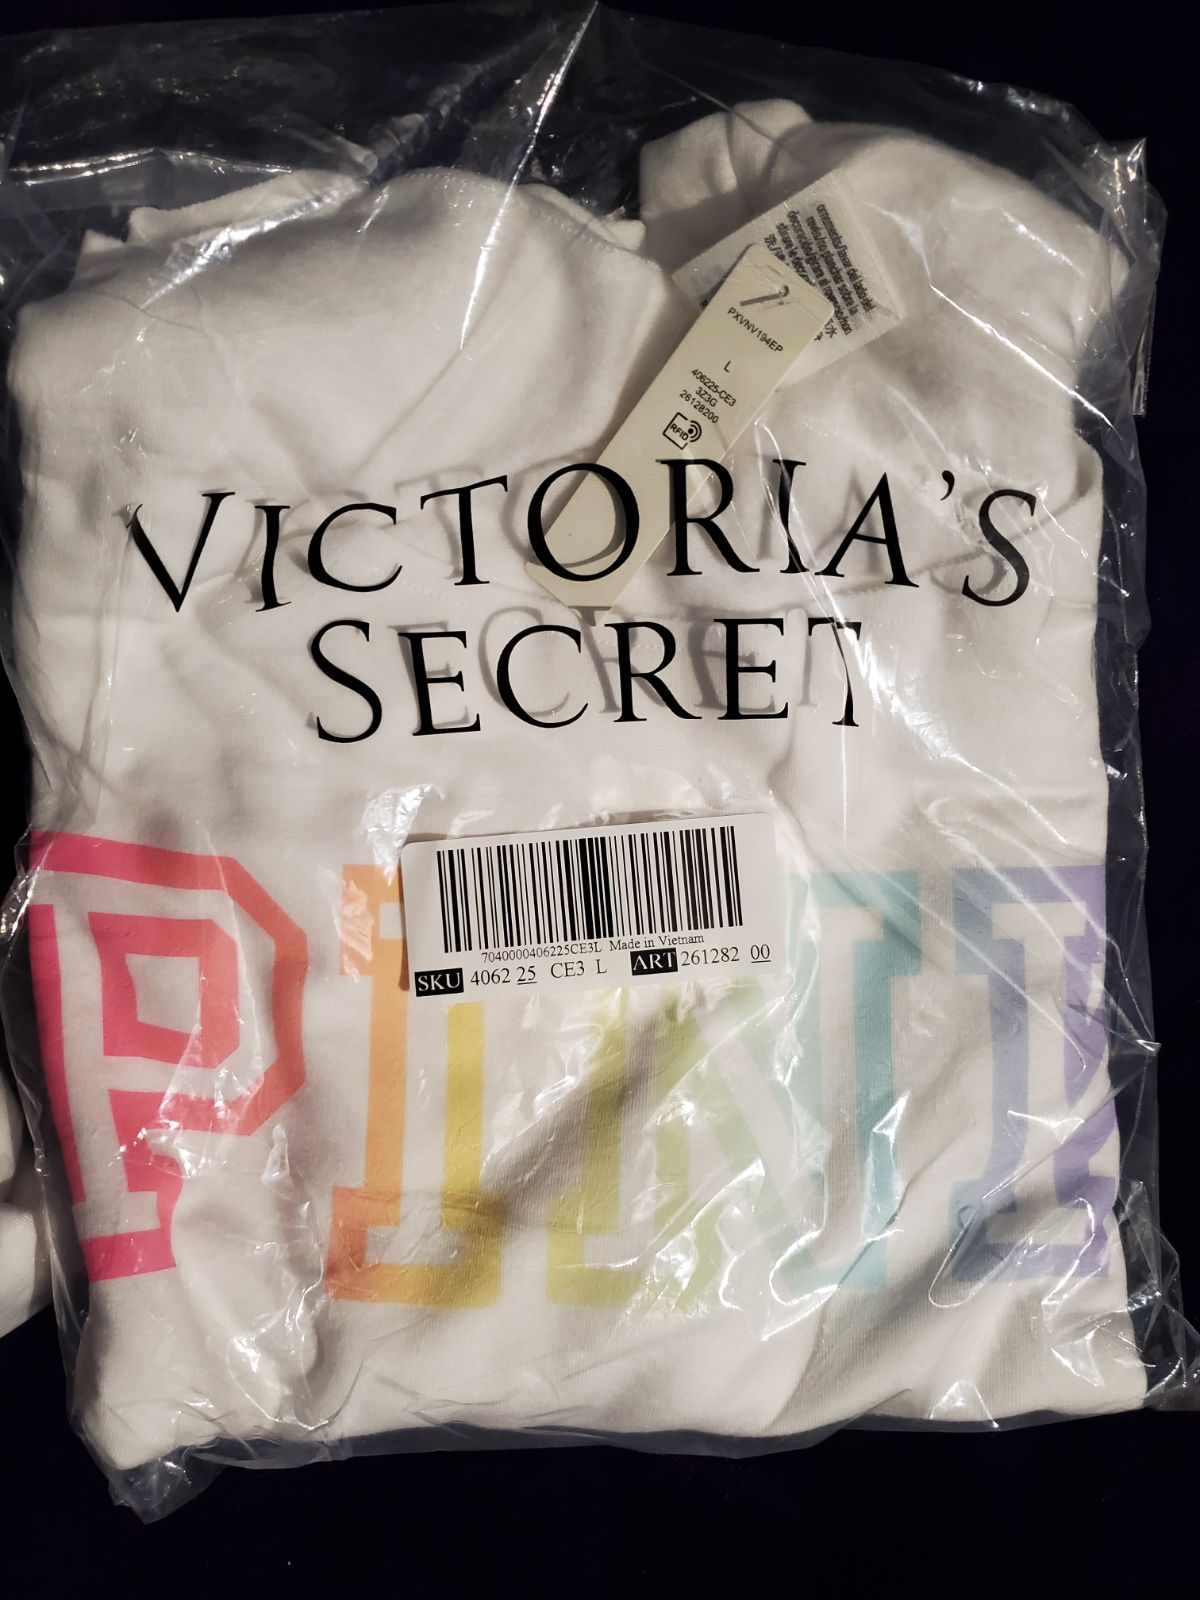 PXVNV194EP
L
406225-CE3
3Z3G
26128200
RFID
VICTORIA'S
SECRET
7040000406225CE3L Made in Vietnam
SKU 4062 25 CE3 L ART 261282 00
PIN